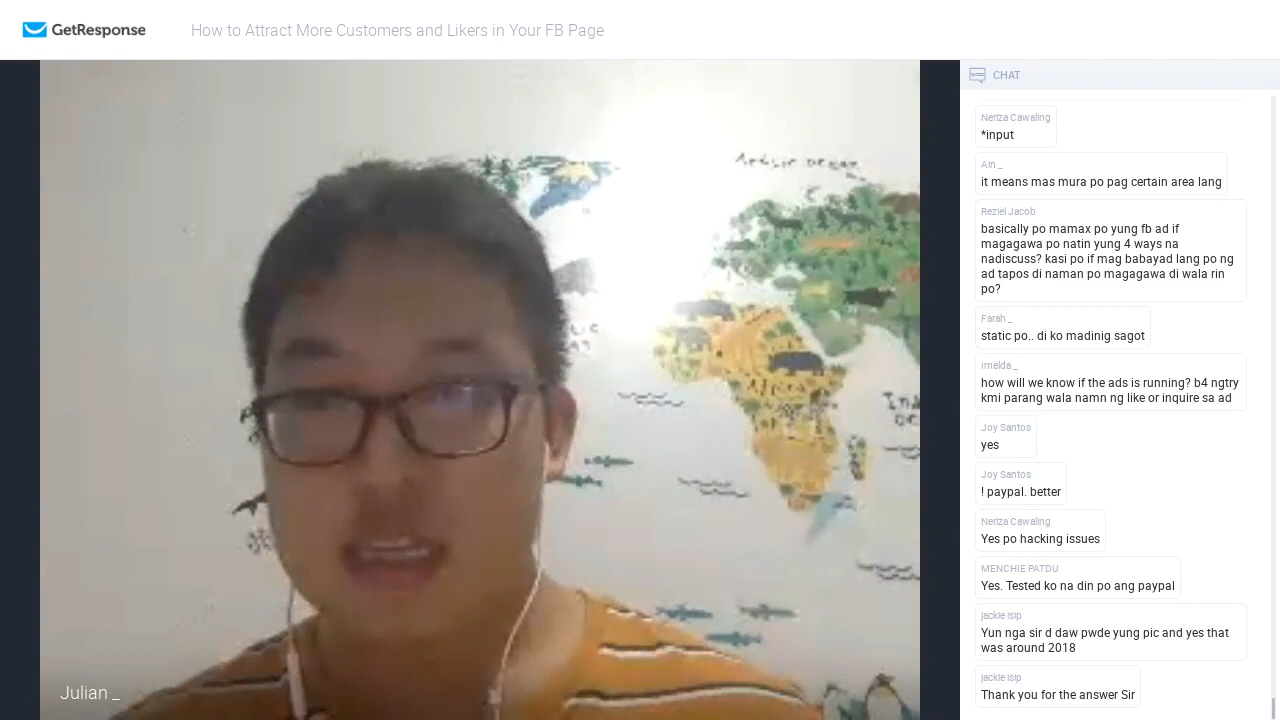 GetResponse
How to Attract More Customers and Likers in Your FB Page
CHAT
Neriza Cawaling
*input
Ain _
it means mas mura po pag certain area lang
Reziel Jacob
basically po mamax po yung fb ad if
magagawa po natin yung 4 ways na
nadiscuss? kasi po if mag babayad lang po ng
ad tapos di naman po magagawa di wala rin
po?
Farah _
static po.. di ko madinig sagot
Imelda _
how will we know if the ads is running? b4 ngtry
kmi parang wala namn ng like or inquire sa ad
Joy Santos
yes
Joy Santos
! paypal. better
Neriza Cawaling
Yes po hacking issues
MENCHIE PATDU
Yes. Tested ko na din po ang paypal
jackie isip
Yun nga sir d daw pwde yung pic and yes that
was around 2018
jackie isip
Thank you for the answer Sir
Africa
Julian _